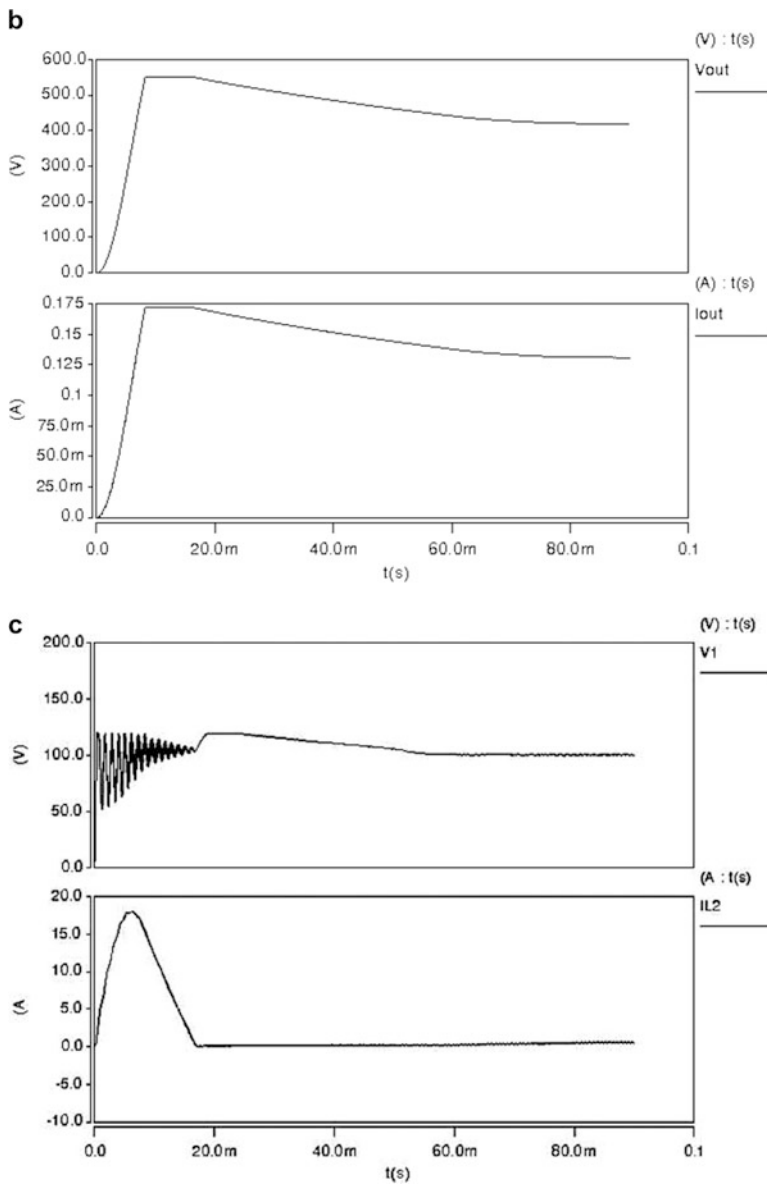 b
(V) : t(s)
Vout
600.0
500.0
400.0
300.0
200.0
100.0
0.0
(V)
(A) : t(s)
Iout
0.175
0.15
0.125
0.1
75.0m
50.0m
25.0m
0.0
(A)
0.0 20.0m 40.0m 60.0m 80.0m 0.1
t(s)
c
(V) : t(s)
V1
200.0
150.0
100.0
50.0
0.0
(V)
(A : t(s)
IL2
20.0
15.0
10.0
5.0
0.0
-5.0
-10.0
(A
0.0 20.0m 40.0m 60.0m 80.0m 0.1
t(s)